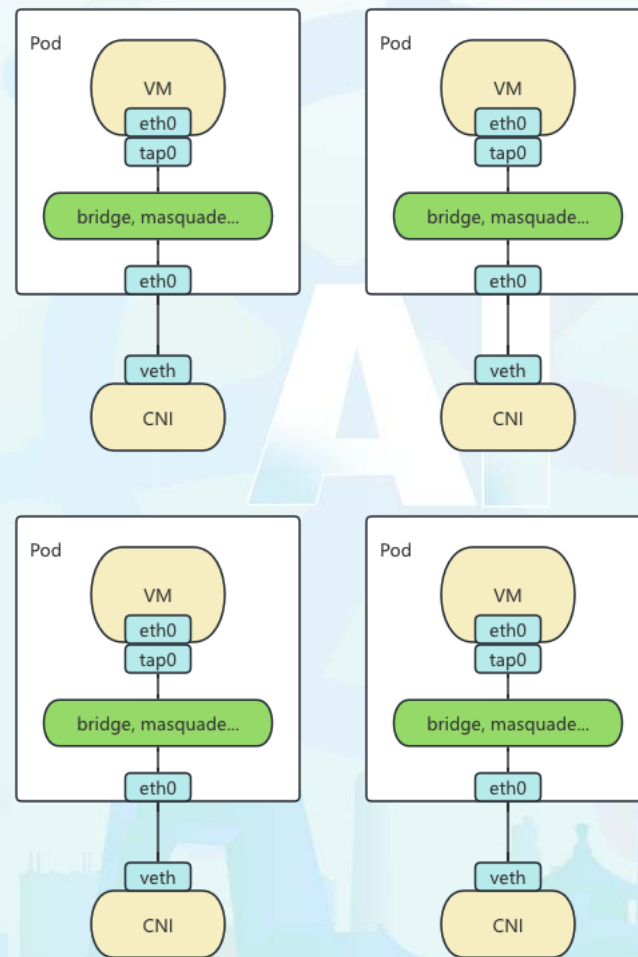 Pod
VM
eth0
tap0
bridge, masquade...
eth0
veth
CNI
Pod
VM
eth0
tap0
bridge, masquade...
eth0
veth
CNI
AI
Pod
VM
eth0
tap0
bridge, masquade...
eth0
veth
CNI
Pod
VM
eth0
tap0
bridge, masquade...
eth0
veth
CNI